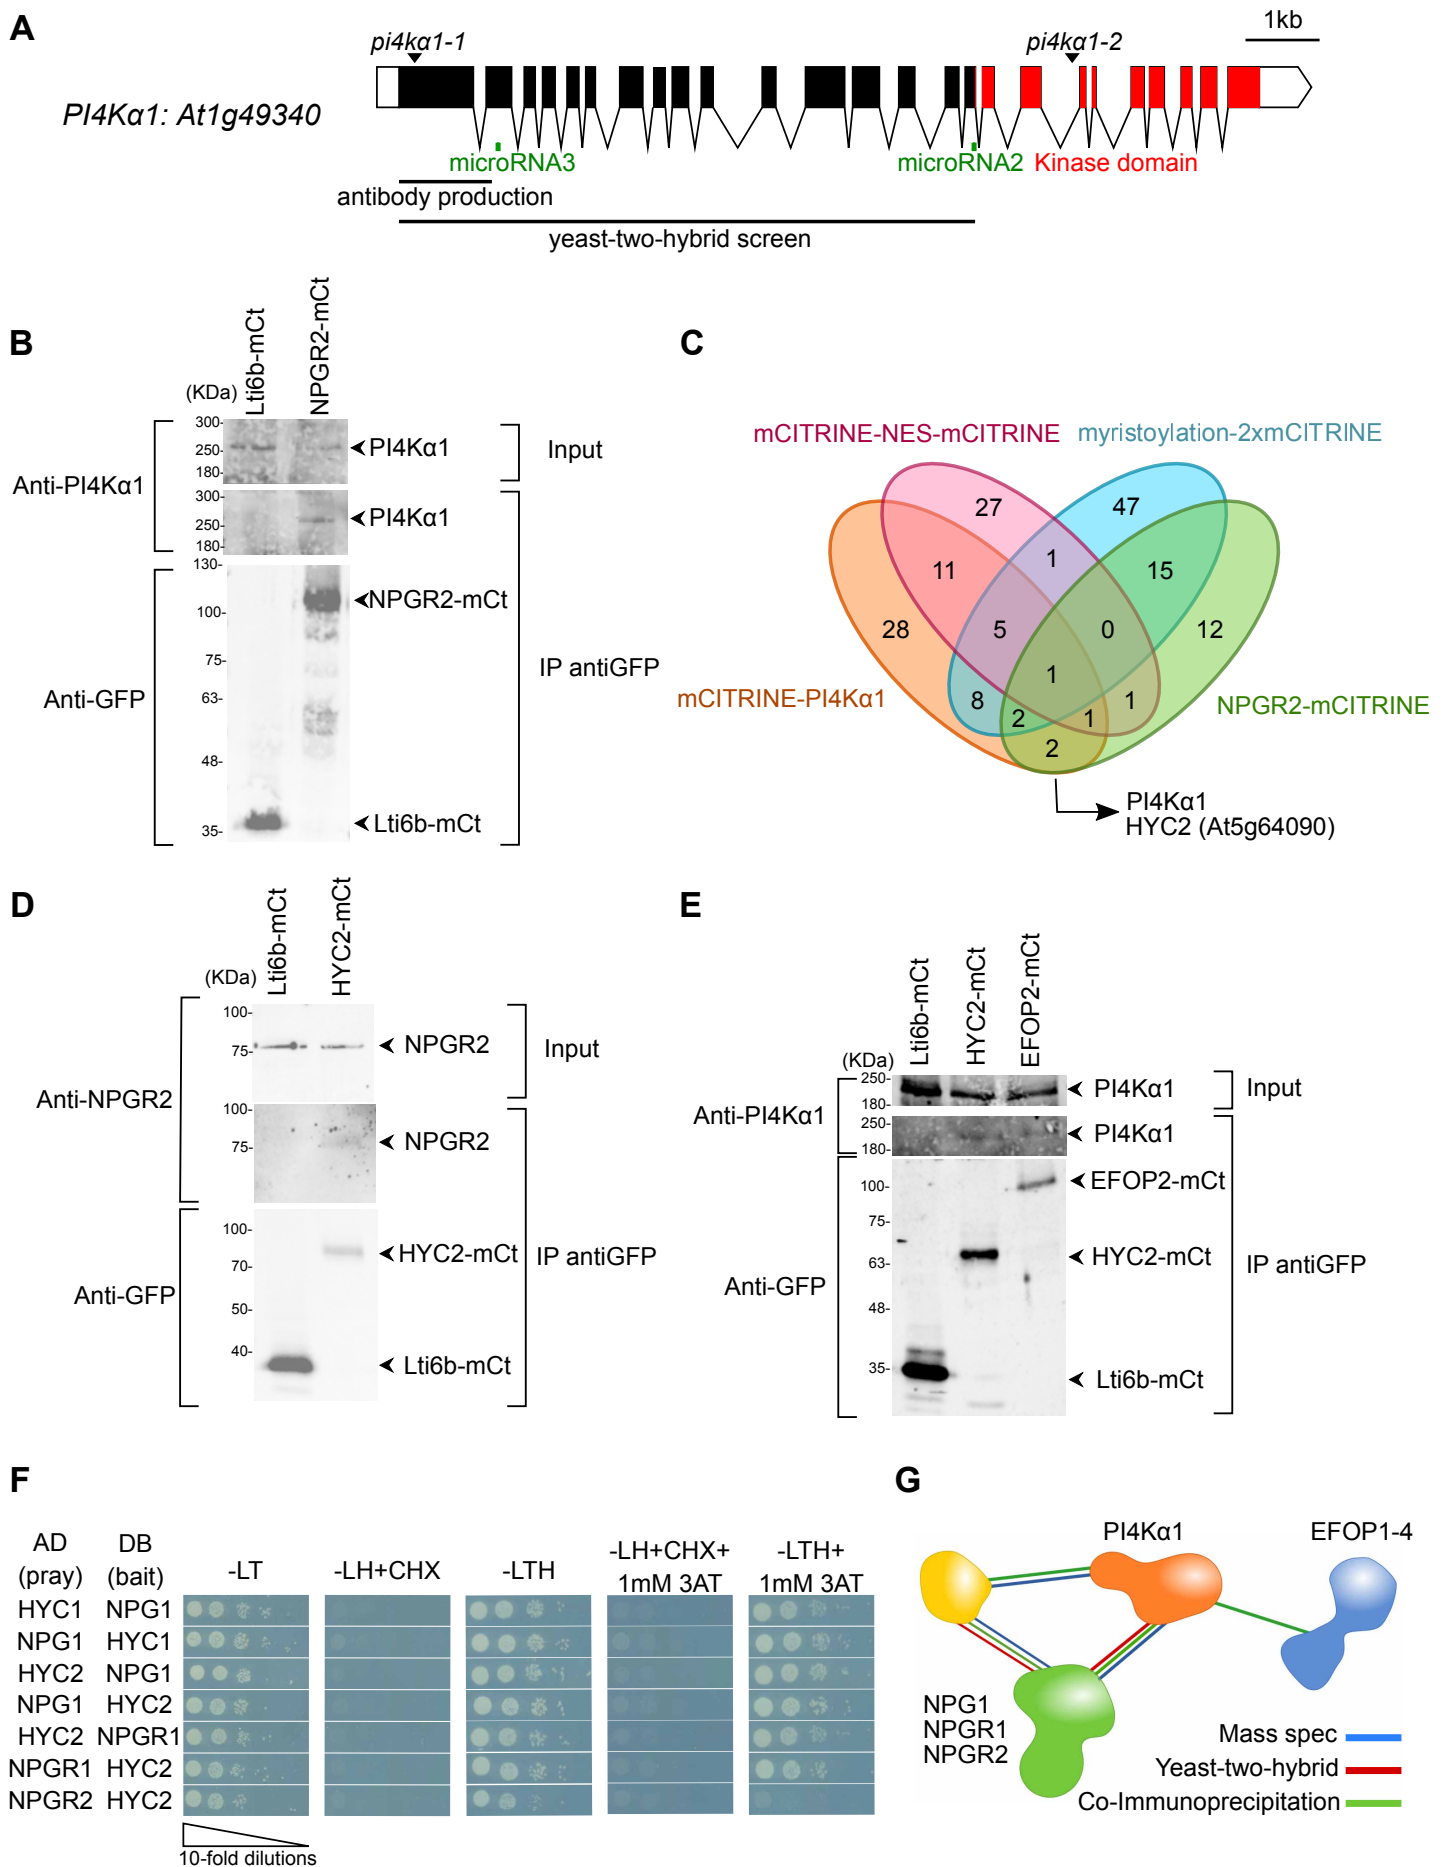 A
pi4kα1-1
pi4kα1-2
1kb
PI4Kα1: At1g49340
microRNA3
microRNA2
Kinase domain
antibody production
yeast-two-hybrid screen
B
Lti6b-mCt
NPGR2-mCt
(KDa)
300-
250-
180-
PI4Kα1
Input
Anti-PI4Kα1
300-
250-
180-
PI4Kα1
130-
100-
75-
63-
48-
35-
NPGR2-mCt
Anti-GFP
IP antiGFP
Lti6b-mCt
C
mCITRINE-NES-mCITRINE
myristoylation-2xmCITRINE
27
47
1
11
15
28
5
0
12
1
8
2
1
1
2
mCITRINE-PI4Kα1
NPGR2-mCITRINE
PI4Kα1
HYC2 (At5g64090)
D
Lti6b-mCt
HYC2-mCt
(KDa)
100-
75-
NPGR2
Input
Anti-NPGR2
100-
75-
NPGR2
100-
70-
50-
40-
HYC2-mCt
IP antiGFP
Anti-GFP
Lti6b-mCt
E
Lti6b-mCt
HYC2-mCt
EFOP2-mCt
(KDa)
250-
180-
PI4Kα1
Input
Anti-PI4Kα1
250-
180-
PI4Kα1
100-
75-
63-
48-
35-
EFOP2-mCt
HYC2-mCt
IP antiGFP
Anti-GFP
Lti6b-mCt
F
AD
(pray)
DB
(bait)
-LT
-LH+CHX
-LTH
-LH+CHX+
1mM 3AT
-LTH+
1mM 3AT
HYC1 NPG1
NPG1 HYC1
HYC2 NPG1
NPG1 HYC2
HYC2 NPGR1
NPGR1 HYC2
NPGR2 HYC2
10-fold dilutions
G
PI4Kα1
EFOP1-4
NPG1
NPGR1
NPGR2
Mass spec
Yeast-two-hybrid
Co-Immunoprecipitation